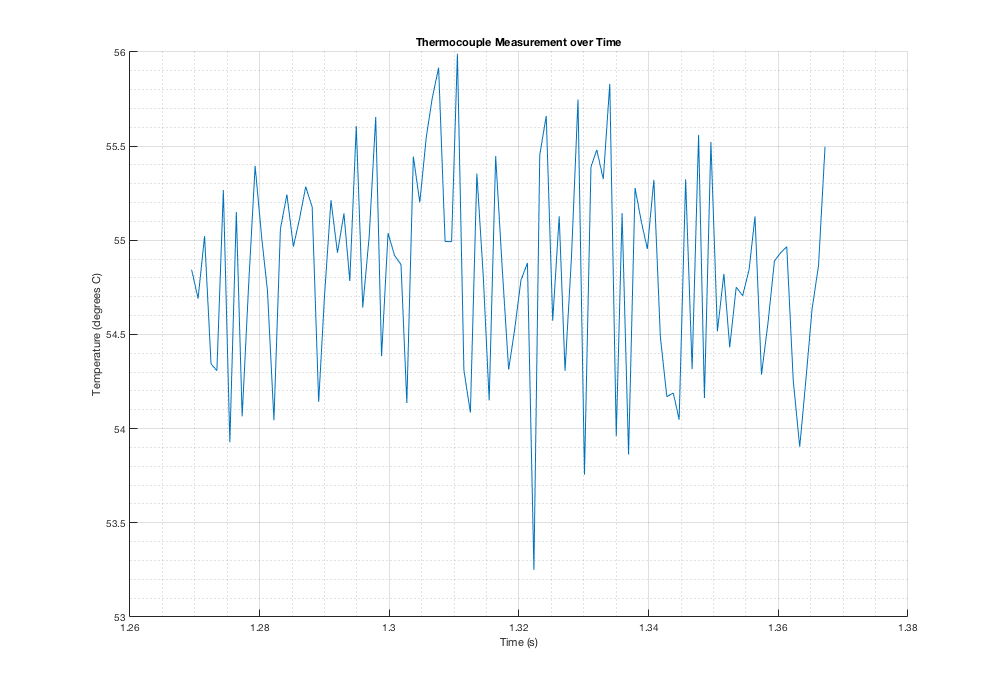 Thermocouple Measurement over Time
56
55.5
55
54.5
54
53.5
53
Temperature (degrees C)
1.26 1.28 1.3 1.32 1.34 1.36 1.38
Time (s)